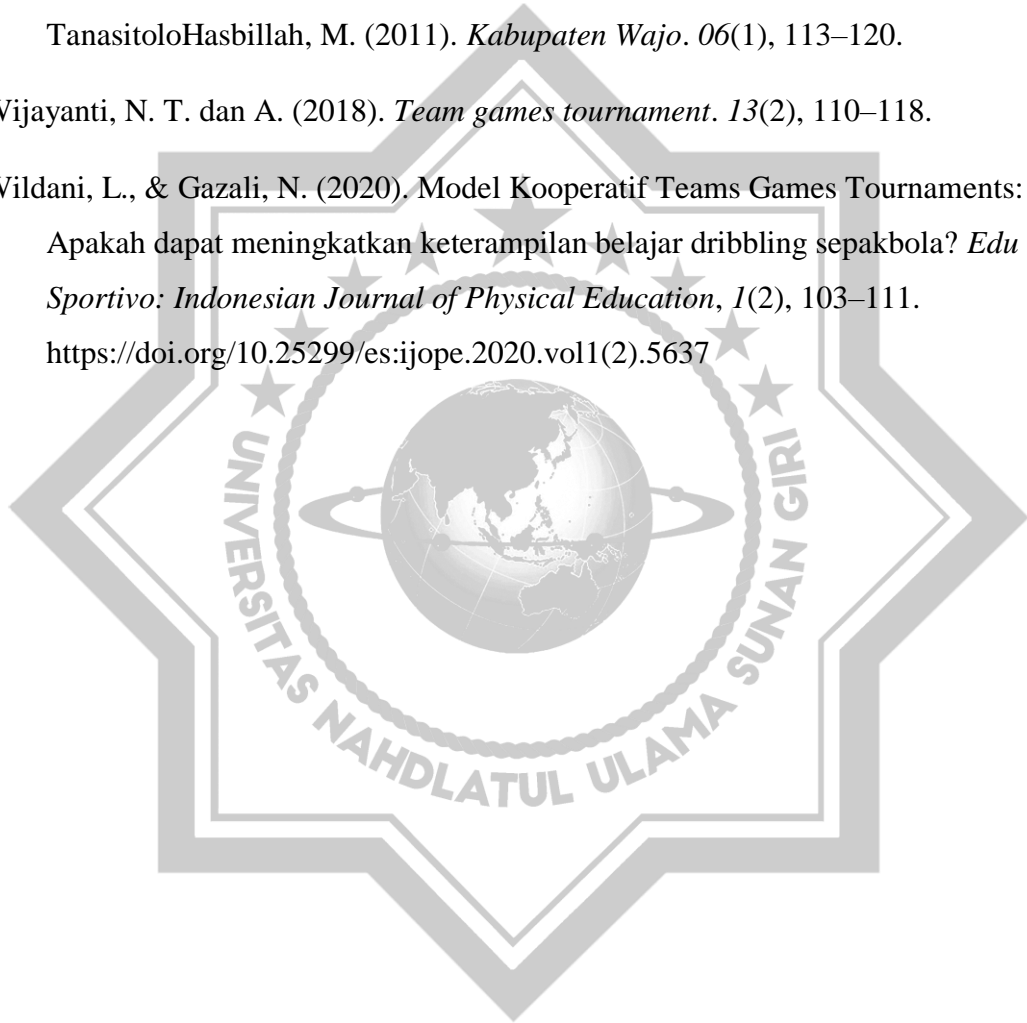 TanasitoloHasbillah, M. (2011). Kabupaten Wajo. 06(1), 113–120.
Wijayanti, N. T. dan A. (2018). Team games tournament. 13(2), 110–118.
Wildani, L., & Gazali, N. (2020). Model Kooperatif Teams Games Tournaments:
Apakah dapat meningkatkan keterampilan belajar dribbling sepakbola? Edu
Sportivo: Indonesian Journal of Physical Education, 1(2), 103–111.
https://doi.org/10.25299/es:ijope.2020.vol1(2).5637
UNIVERSITAS NAHDLATUL ULAMA SUNAN GIRI